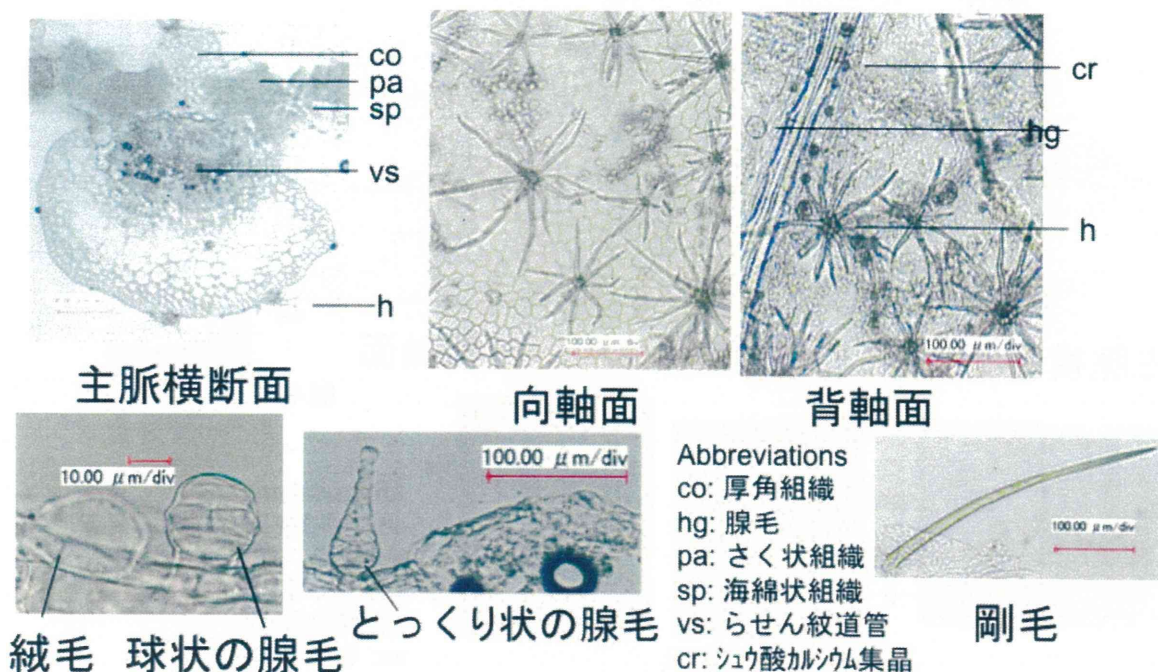 co
pa
sp
vs
h
100.00 μm/div
cr
hg
h
100.00 μm/div
主脈横断面
向軸面
背軸面
10.00 μm/div
絨毛
球状の腺毛
100.00 μm/div
とっくり状の腺毛
Abbreviations
co: 厚角組織
hg: 腺毛
pa: さく状組織
sp: 海綿状組織
vs: らせん紋道管
cr: シュウ酸カルシウム集晶
100.00 μm/div
剛毛